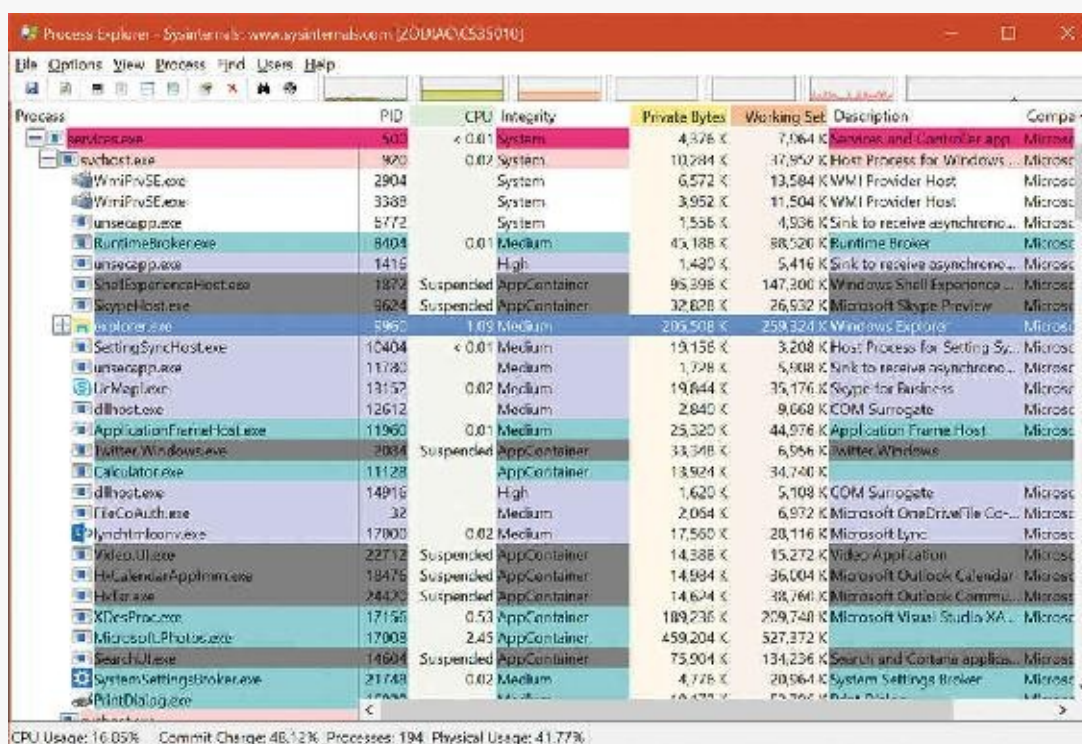 Process Explorer - Sysinternals: www.sysinternals.com [ZODIAC\CS35010]
File Options View Process Find Users Help
Process PID CPU Integrity Private Bytes Working Set Description Compa
services.exe 500 < 0.01 System 4,376 K 7,964 K Services and Controller app Microsc
svchost.exe 920 0.02 System 10,284 K 37,952 K Host Process for Windows ... Microsc
WmiPrvSE.exe 2904 System 6,572 K 13,584 K WMI Provider Host Microsc
WmiPrvSE.exe 3388 System 3,952 K 11,504 K WMI Provider Host Microsc
unsecapp.exe 5772 System 1,556 K 4,936 K Sink to receive asynchrono... Microsc
RuntimeBroker.exe 8404 0.01 Medium 45,188 K 98,520 K Runtime Broker Microsc
unsecapp.exe 1416 High 1,480 K 5,416 K Sink to receive asynchrono... Microsc
ShellExperienceHost.exe 1872 Suspended AppContainer 96,396 K 147,300 K Windows Shell Experience ... Microsc
SkypeHost.exe 9624 Suspended AppContainer 32,828 K 26,932 K Microsoft Skype Preview Microsc
explorer.exe 9960 1.09 Medium 206,508 K 259,324 K Windows Explorer Microsc
SettingSyncHost.exe 10404 < 0.01 Medium 19,156 K 3,208 K Host Process for Setting Sy... Microsc
unsecapp.exe 11780 Medium 1,728 K 5,908 K Sink to receive asynchrono... Microsc
UcMapi.exe 13152 0.02 Medium 19,844 K 35,176 K Skype for Business Microsc
dllhost.exe 12612 Medium 2,840 K 9,668 K COM Surrogate Microsc
ApplicationFrameHost.exe 11960 0.01 Medium 25,320 K 44,976 K Application Frame Host Microsc
Twitter.Windows.exe 2084 Suspended AppContainer 33,348 K 6,956 K Twitter.Windows
Calculator.exe 11128 AppContainer 13,924 K 34,740 K
dllhost.exe 14916 High 1,620 K 5,108 K COM Surrogate Microsc
FileCoAuth.exe 32 Medium 2,064 K 6,972 K Microsoft OneDriveFile Co-... Microsc
lynchtmlconv.exe 17000 0.02 Medium 17,560 K 28,116 K Microsoft Lync Microsc
Video.UI.exe 22712 Suspended AppContainer 14,388 K 15,272 K Video Application Microsc
HxCalendarAppImm.exe 18476 Suspended AppContainer 14,984 K 36,004 K Microsoft Outlook Calendar Microsc
HxTsr.exe 24420 Suspended AppContainer 14,624 K 38,760 K Microsoft Outlook Commu... Microsc
XDesProc.exe 17156 0.53 AppContainer 189,236 K 209,748 K Microsoft Visual Studio XA... Microsc
Microsoft.Photos.exe 17008 2.45 AppContainer 459,204 K 527,372 K
SearchUI.exe 14604 Suspended AppContainer 75,904 K 134,236 K Search and Cortana applica... Microsc
SystemSettingsBroker.exe 21748 0.02 Medium 4,776 K 20,964 K System Settings Broker Microsc
PrintDialog.exe
CPU Usage: 16.05% Commit Charge: 48.12% Processes: 194 Physical Usage: 41.77%